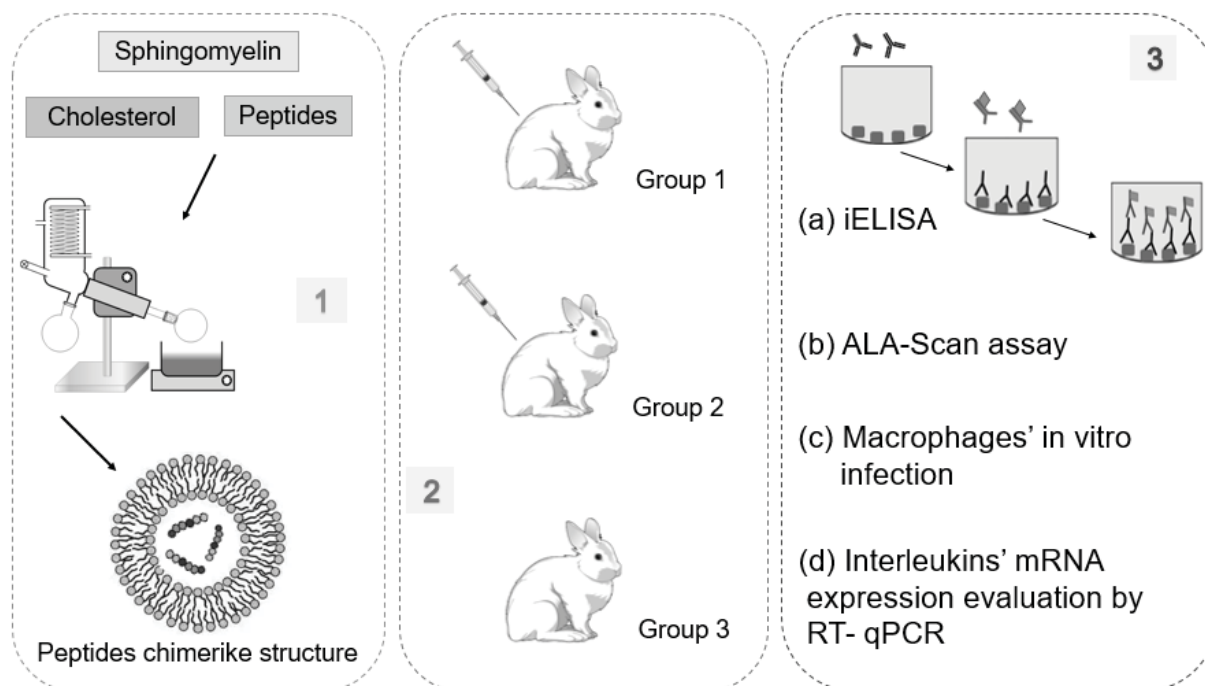 Sphingomyelin
Cholesterol
Peptides
1
Peptides chimerike structure
Group 1
Group 2
2
Group 3
3
(a) iELISA
(b) ALA-Scan assay
(c) Macrophages’ in vitro
infection
(d) Interleukins’ mRNA
expression evaluation by
RT- qPCR